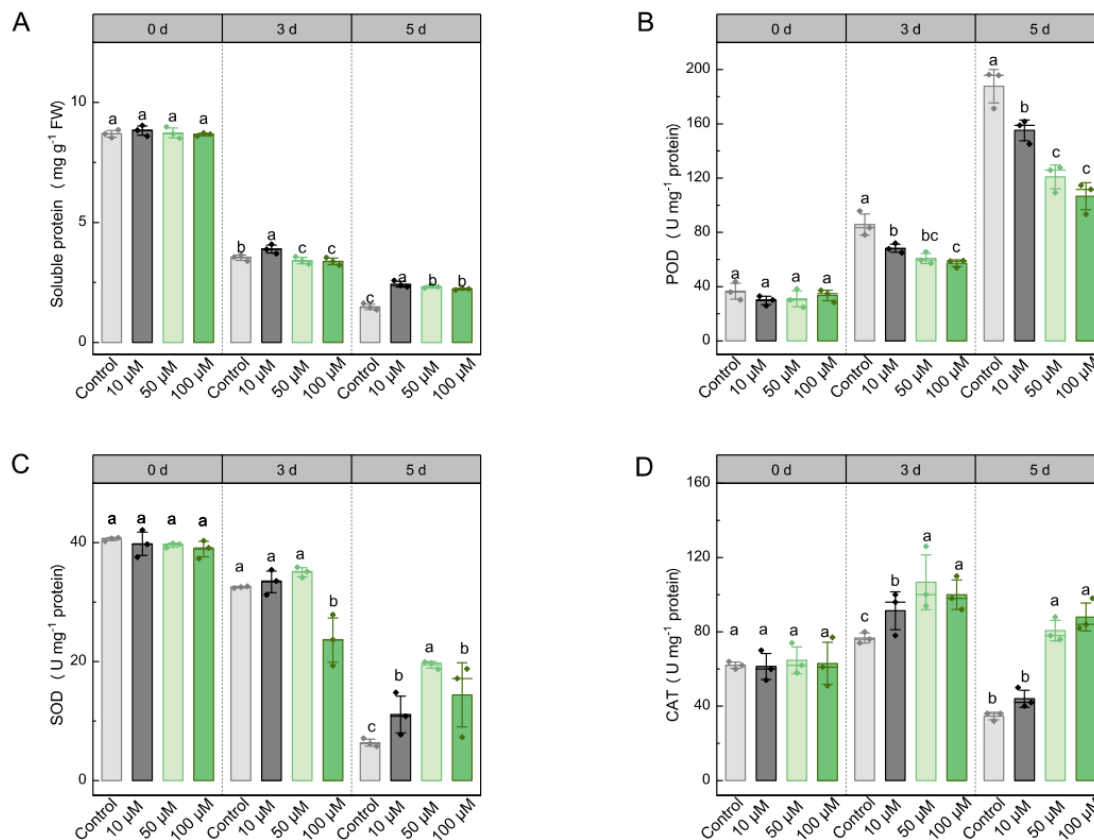 A
0 d 3 d 5 d
Soluble protein ( mg g⁻¹ FW)
10
5
0
a a a a
b a c c
c a b b
Control 10 µM 50 µM 100 µM Control 10 µM 50 µM 100 µM Control 10 µM 50 µM 100 µM
B
0 d 3 d 5 d
POD ( U mg⁻¹ protein)
200
160
120
80
40
0
a a a a
a b bc c
a b c c
Control 10 µM 50 µM 100 µM Control 10 µM 50 µM 100 µM Control 10 µM 50 µM 100 µM
C
0 d 3 d 5 d
SOD ( U mg⁻¹ protein)
40
20
0
a a a a
a a a b
c b a b
Control 10 µM 50 µM 100 µM Control 10 µM 50 µM 100 µM Control 10 µM 50 µM 100 µM
D
0 d 3 d 5 d
CAT ( U mg⁻¹ protein)
160
120
80
40
0
a a a a
c b a a
b b a a
Control 10 µM 50 µM 100 µM Control 10 µM 50 µM 100 µM Control 10 µM 50 µM 100 µM